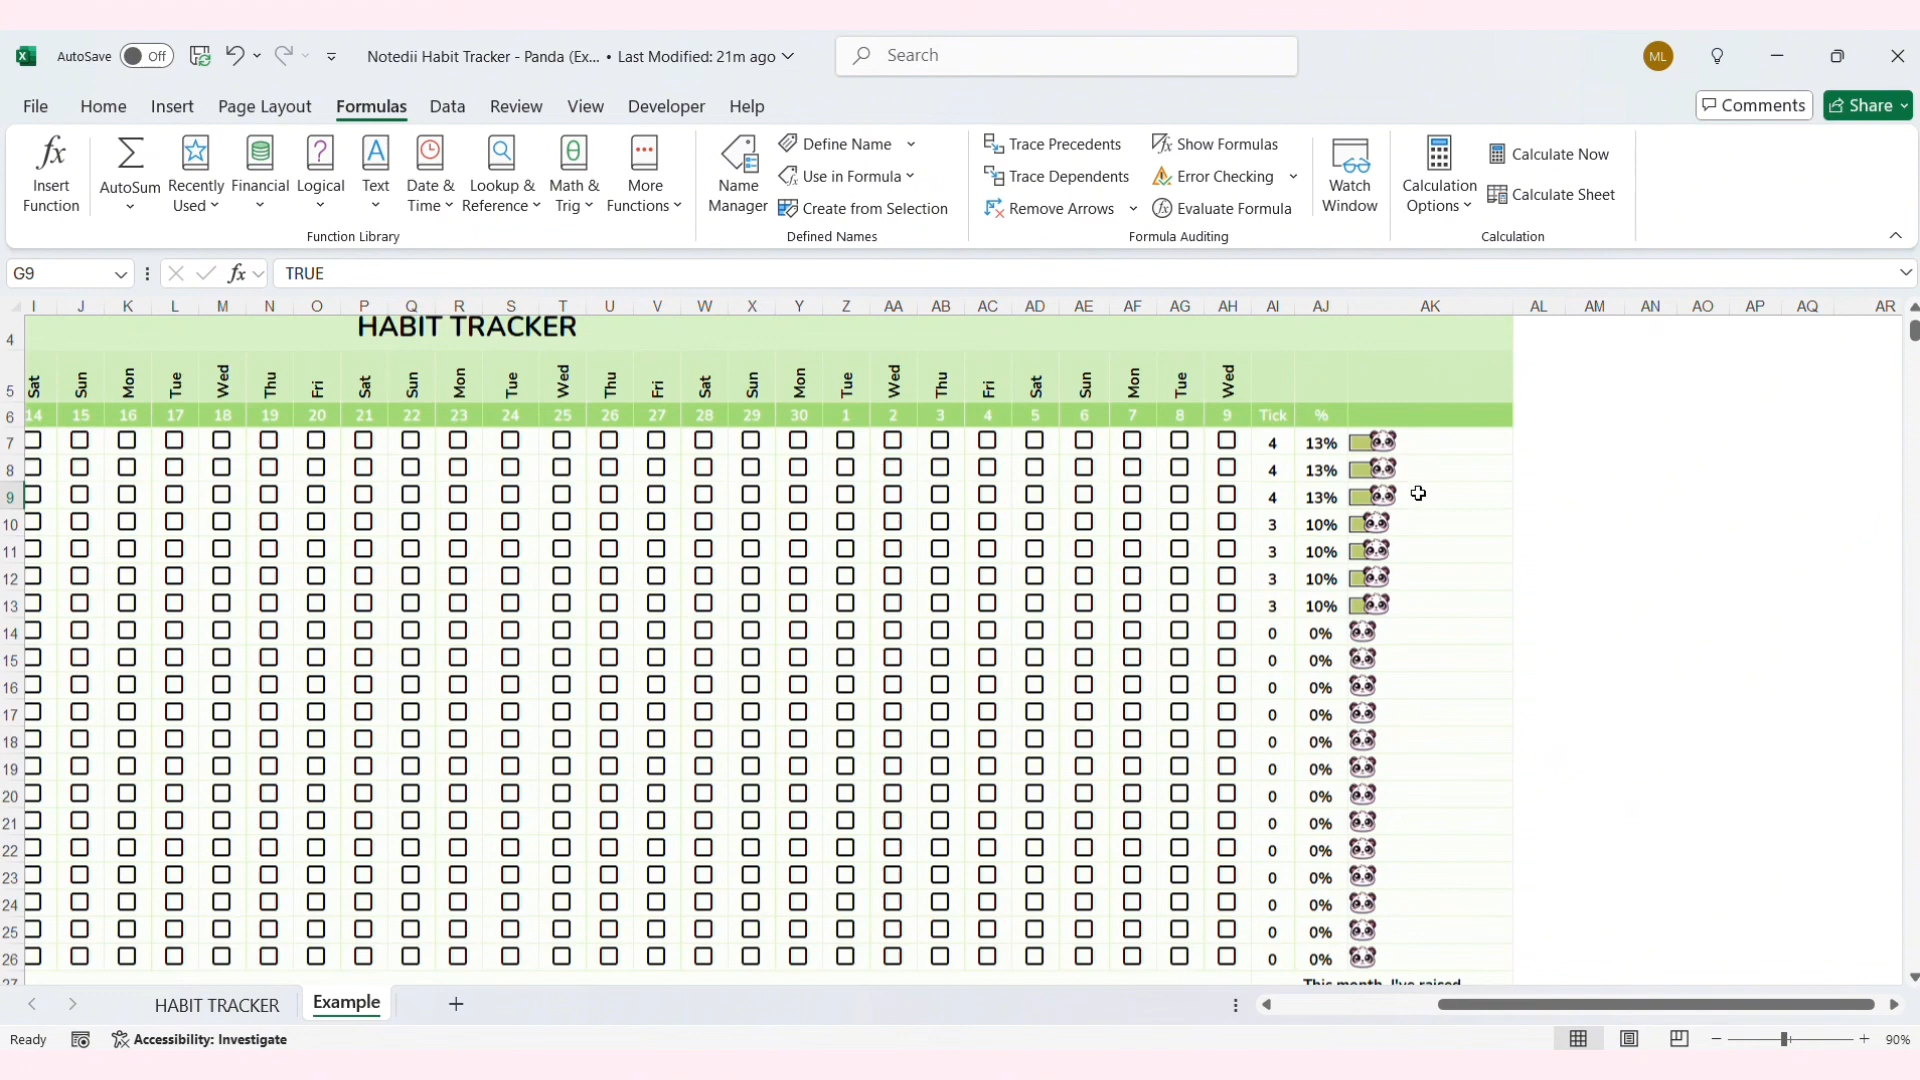 AutoSave Off Notedii Habit Tracker - Panda (Ex... • Last Modified: 21m ago Search ML
File Home Insert Page Layout Formulas Data Review View Developer Help Comments Share
Insert Function AutoSum Recently Used Financial Logical Text Date & Time Lookup & Reference Math & Trig More Functions
Function Library
Name Manager Define Name Use in Formula Create from Selection
Defined Names
Trace Precedents Trace Dependents Remove Arrows Show Formulas Error Checking Evaluate Formula
Formula Auditing
Watch Window
Calculation Options Calculate Now Calculate Sheet
Calculation
G9 fx TRUE
I J K L M N O P Q R S T U V W X Y Z AA AB AC AD AE AF AG AH AI AJ AK AL AM AN AO AP AQ AR
4 HABIT TRACKER
5 Sat Sun Mon Tue Wed Thu Fri Sat Sun Mon Tue Wed Thu Fri Sat Sun Mon Tue Wed Thu Fri Sat Sun Mon Tue Wed
6 14 15 16 17 18 19 20 21 22 23 24 25 26 27 28 29 30 1 2 3 4 5 6 7 8 9 Tick %
7 4 13%
8 4 13%
9 4 13%
10 3 10%
11 3 10%
12 3 10%
13 3 10%
14 0 0%
15 0 0%
16 0 0%
17 0 0%
18 0 0%
19 0 0%
20 0 0%
21 0 0%
22 0 0%
23 0 0%
24 0 0%
25 0 0%
26 0 0%
27 This month, I've raised
HABIT TRACKER Example
Ready Accessibility: Investigate 90%